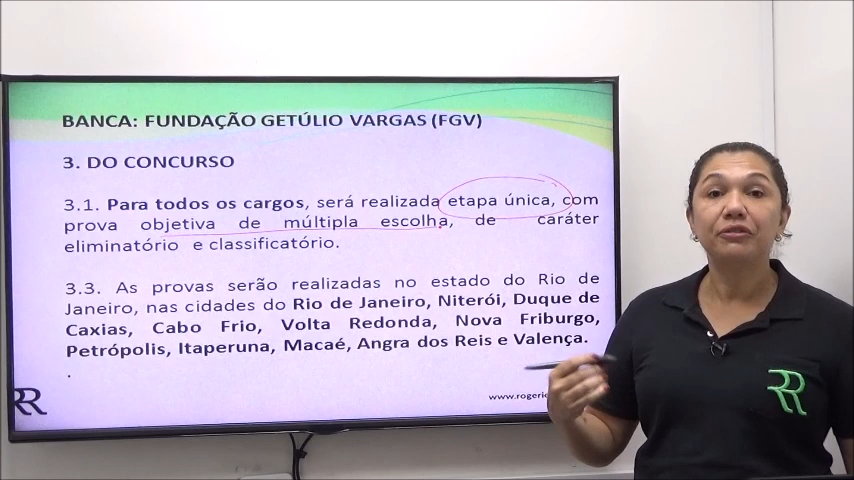 BANCA: FUNDAÇÃO GETÚLIO VARGAS (FGV)
3. DO CONCURSO
3.1. Para todos os cargos, será realizada etapa única, com
prova objetiva de múltipla escolha, de caráter
eliminatório e classificatório.
3.3. As provas serão realizadas no estado do Rio de
Janeiro, nas cidades do Rio de Janeiro, Niterói, Duque de
Caxias, Cabo Frio, Volta Redonda, Nova Friburgo,
Petrópolis, Itaperuna, Macaé, Angra dos Reis e Valença.
.
RR
www.rogerie
RR